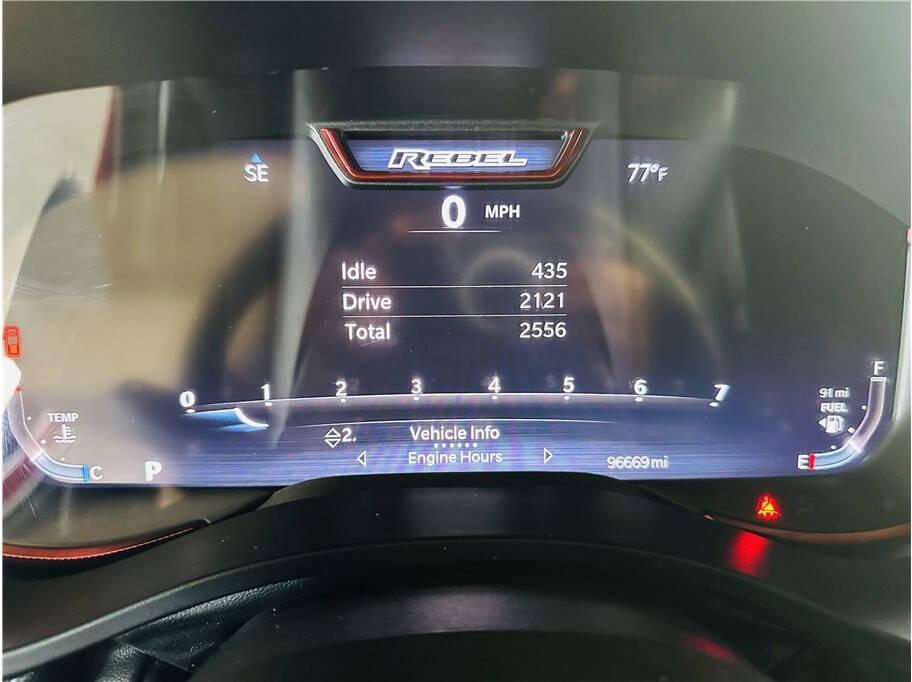 REBEL
SE
77°F
0 MPH
Idle 435
Drive 2121
Total 2556
0 1 2 3 4 5 6 7
F
91 mi
FUEL
TEMP
2. Vehicle Info
Engine Hours
C
P
96669 mi
E